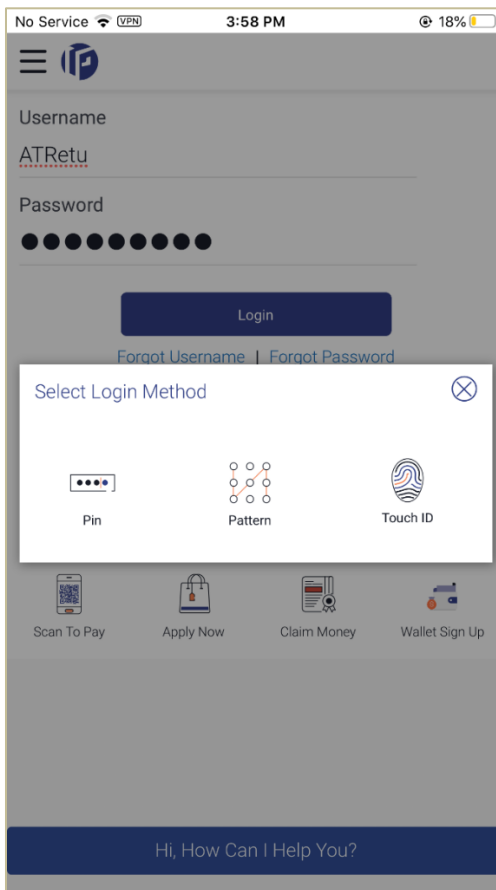 No Service VPN 3:58 PM 18%
Username
ATRetu
Password
Login
Forgot Username | Forgot Password
Select Login Method
Pin Pattern Touch ID
Scan To Pay Apply Now Claim Money Wallet Sign Up
Hi, How Can I Help You?